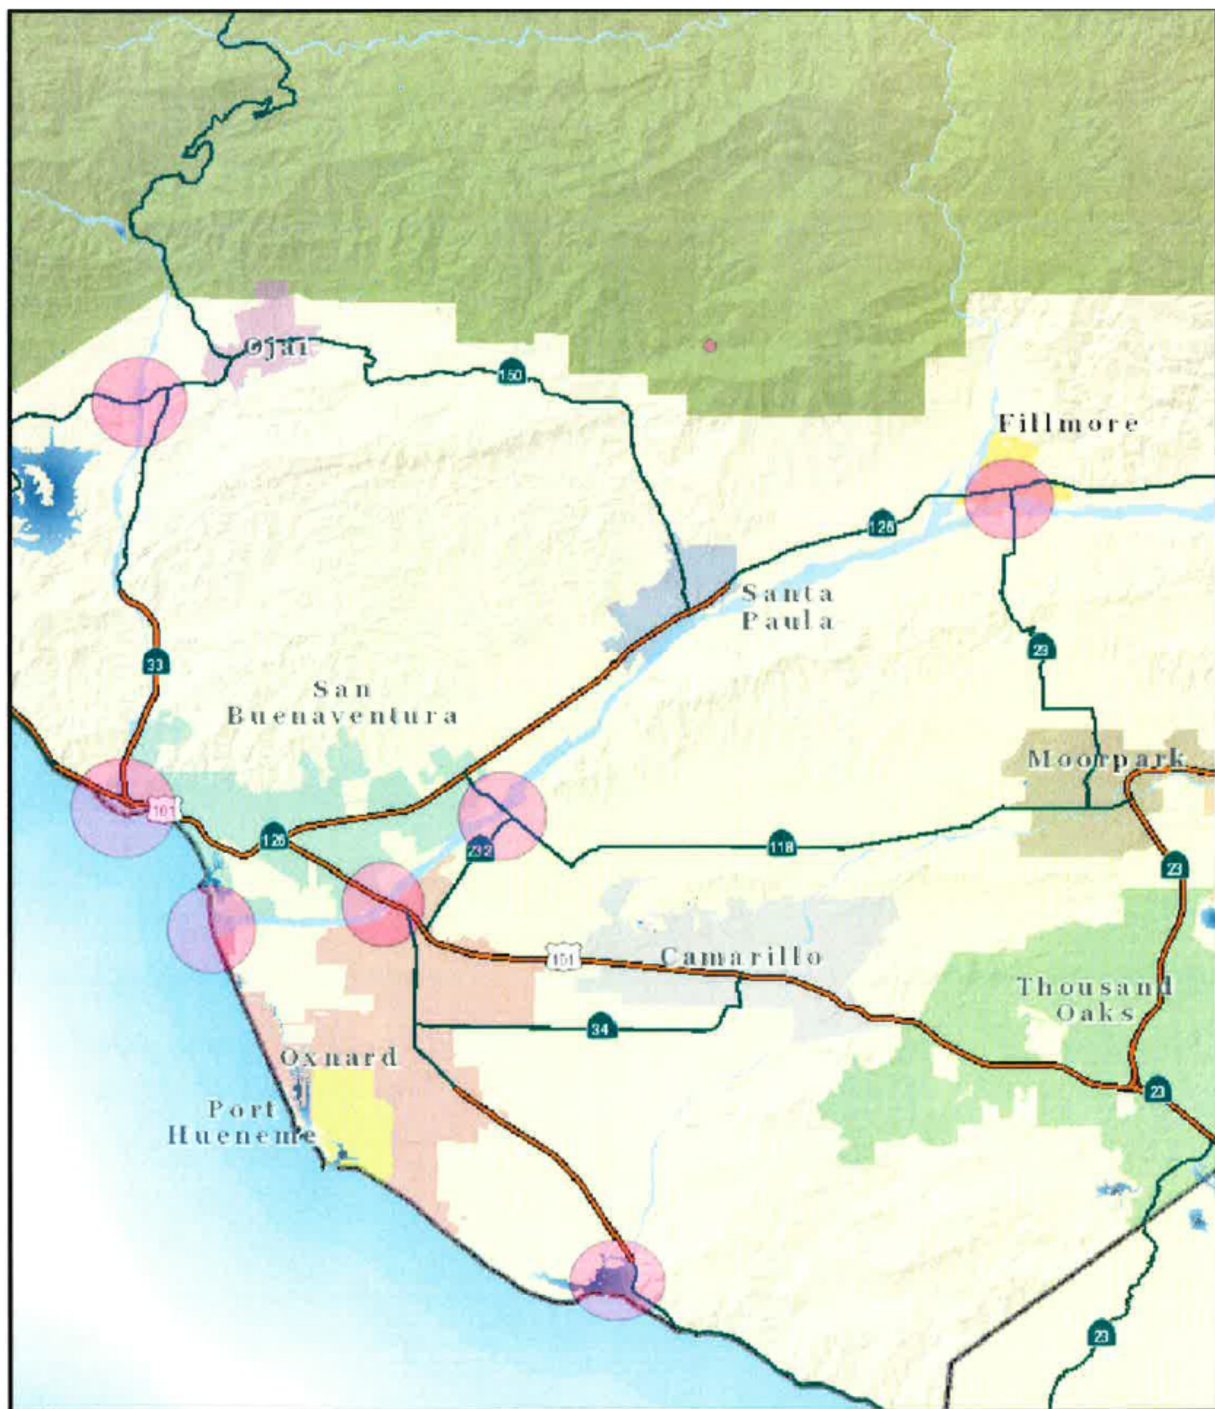 Ojai
150
Fillmore
126
Santa
Paula
23
33
San
Buenaventura
Moorpark
101
126
232
118
23
101
Camarillo
Thousand
Oaks
34
Oxnard
23
Port
Hueneme
23